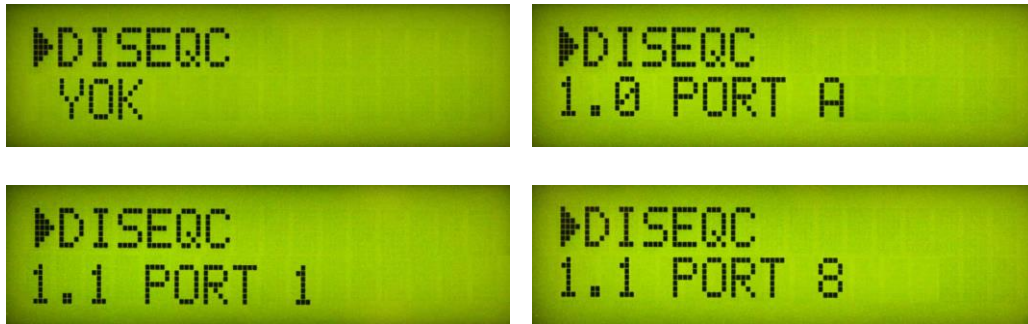 DISEQC
YOK
DISEQC
1.0 PORT A
DISEQC
1.1 PORT 1
DISEQC
1.1 PORT 8